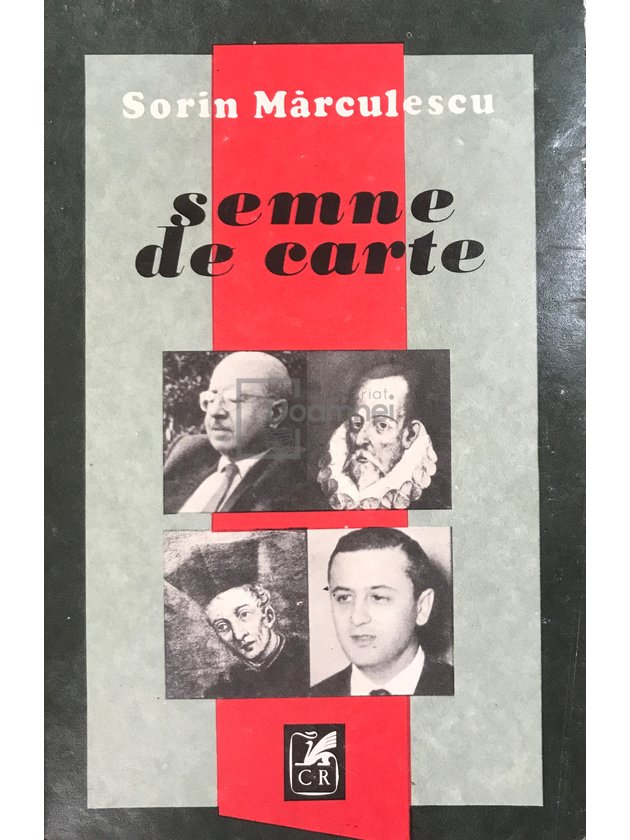 Sorin Mărculescu
semne
de carte
C R